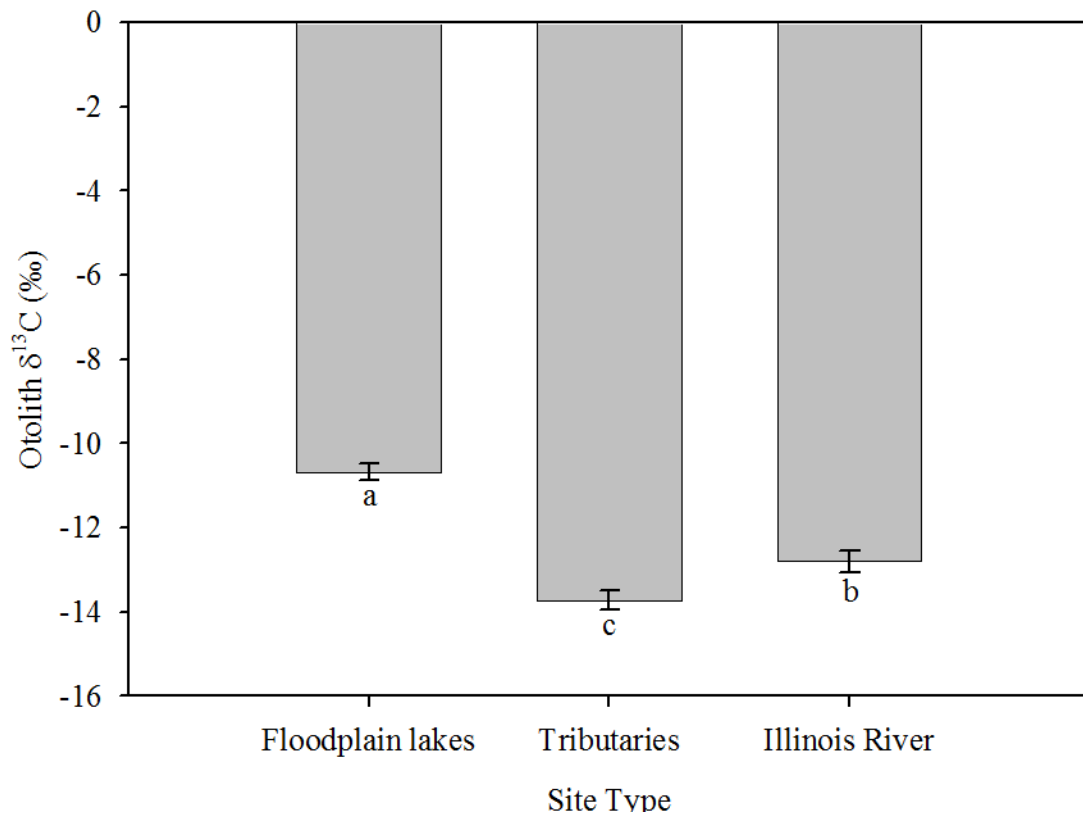 0
-2
-4
-6
-8
-10
-12
-14
-16
Otolith δ¹³C (‰)
a
c
b
Floodplain lakes
Tributaries
Illinois River
Site Type